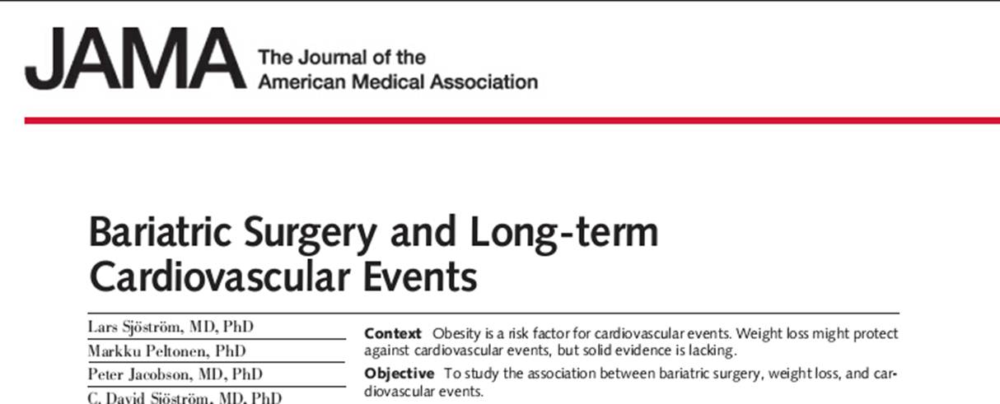 JAMA
The Journal of the
American Medical Association
Bariatric Surgery and Long-term
Cardiovascular Events
Lars Sjöström, MD, PhD
Markku Peltonen, PhD
Peter Jacobson, MD, PhD
C. David Sjöström, MD, PhD
Context Obesity is a risk factor for cardiovascular events. Weight loss might protect
against cardiovascular events, but solid evidence is lacking.
Objective To study the association between bariatric surgery, weight loss, and car-
diovascular events.